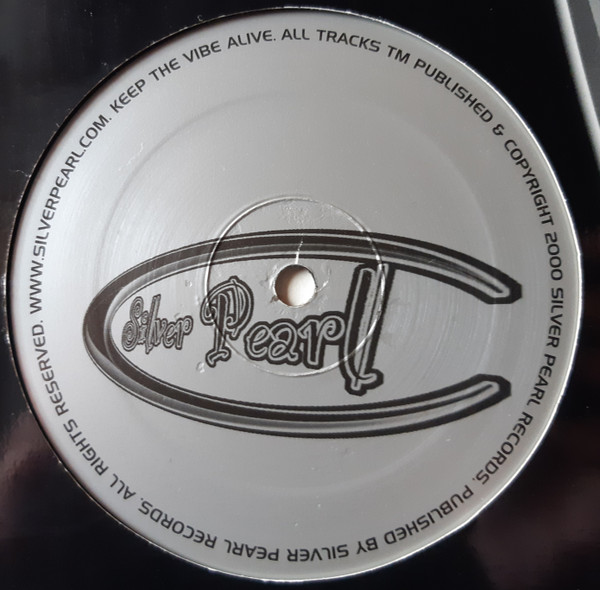 WWW.SILVERPEARL.COM. KEEP THE VIBE ALIVE. ALL TRACKS TM PUBLISHED & COPYRIGHT 2000 SILVER PEARL RECORDS. PUBLISHED BY SILVER PEARL RECORDS. ALL RIGHTS RESERVED.
Silver Pearl